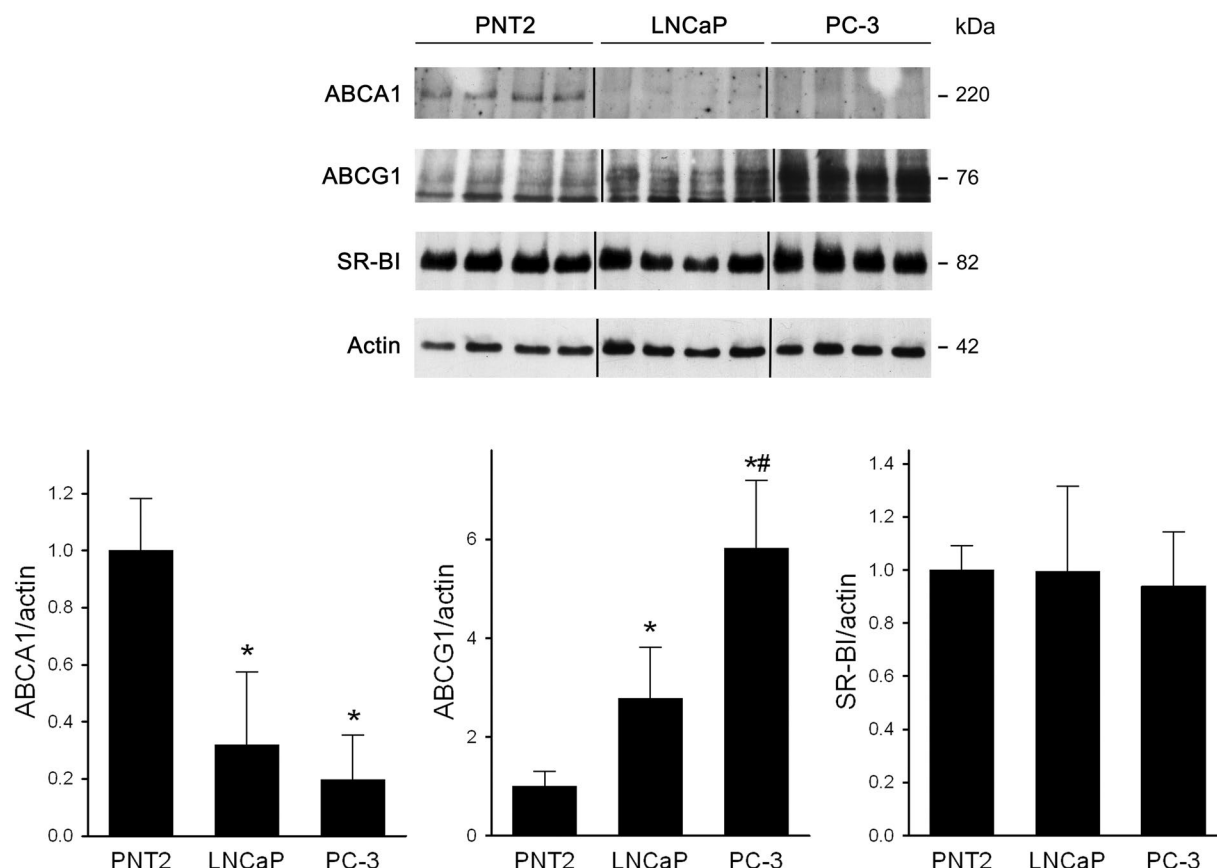 PNT2 LNCaP PC-3 kDa
ABCA1 - 220
ABCG1 - 76
SR-BI - 82
Actin - 42
ABCA1/actin
1.2
1.0
0.8
0.6
0.4
0.2
0.0
*
*
PNT2 LNCaP PC-3
ABCG1/actin
6
4
2
0
*
*#
PNT2 LNCaP PC-3
SR-BI/actin
1.4
1.2
1.0
0.8
0.6
0.4
0.2
0.0
PNT2 LNCaP PC-3